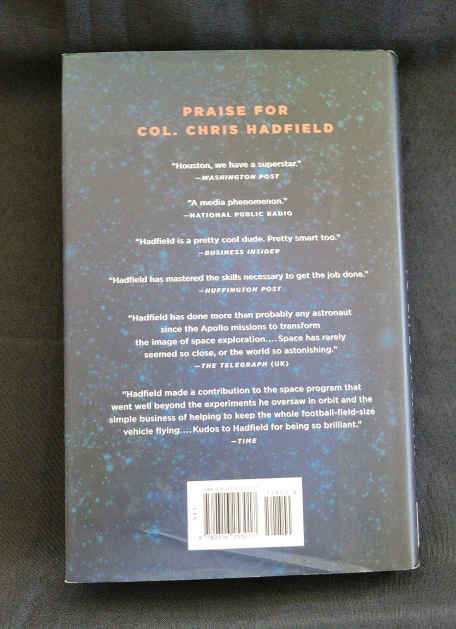 PRAISE FOR
COL. CHRIS HADFIELD
"Houston, we have a superstar."
—WASHINGTON POST
"A media phenomenon."
—NATIONAL PUBLIC RADIO
"Hadfield is a pretty cool dude. Pretty smart too."
—BUSINESS INSIDER
"Hadfield has mastered the skills necessary to get the job done."
—HUFFINGTON POST
"Hadfield has done more than probably any astronaut
since the Apollo missions to transform
the image of space exploration.... Space has rarely
seemed so close, or the world so astonishing."
—THE TELEGRAPH (UK)
"Hadfield made a contribution to the space program that
went well beyond the experiments he oversaw in orbit and the
simple business of helping to keep the whole football-field-size
vehicle flying.... Kudos to Hadfield for being so brilliant."
—TIME